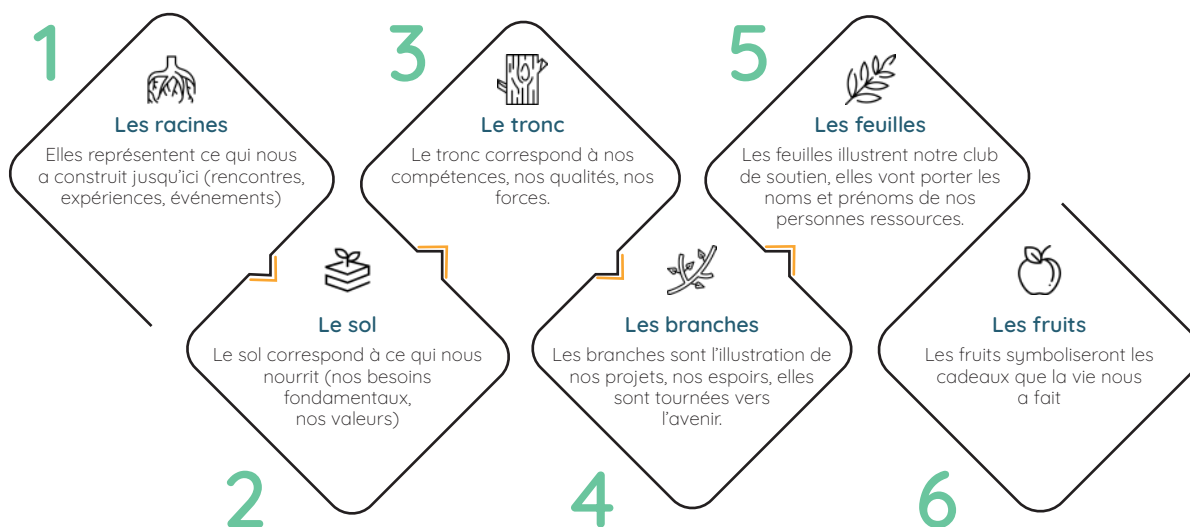 1
Les racines
Elles représentent ce qui nous
a construit jusqu'ici (rencontres,
expériences, événements)
2
Le sol
Le sol correspond à ce qui nous
nourrit (nos besoins
fondamentaux,
nos valeurs)
3
Le tronc
Le tronc correspond à nos
compétences, nos qualités, nos
forces.
4
Les branches
Les branches sont l'illustration de
nos projets, nos espoirs, elles
sont tournées vers
l'avenir.
5
Les feuilles
Les feuilles illustrent notre club
de soutien, elles vont porter les
noms et prénoms de nos
personnes ressources.
6
Les fruits
Les fruits symboliseront les
cadeaux que la vie nous
a fait